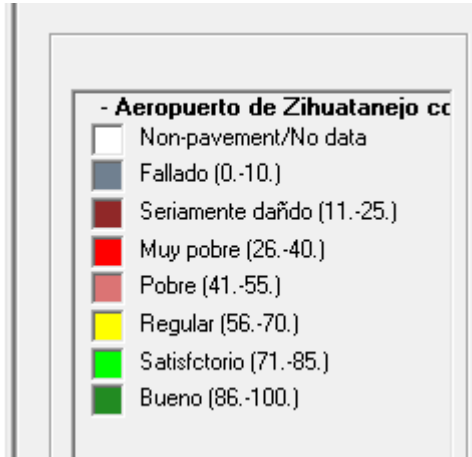 - Aeropuerto de Zihuatanejo cc
Non-pavement/No data
Fallado (0.-10.)
Seriamente dañdo (11.-25.)
Muy pobre (26.-40.)
Pobre (41.-55.)
Regular (56.-70.)
Satisfctorio (71.-85.)
Bueno (86.-100.)